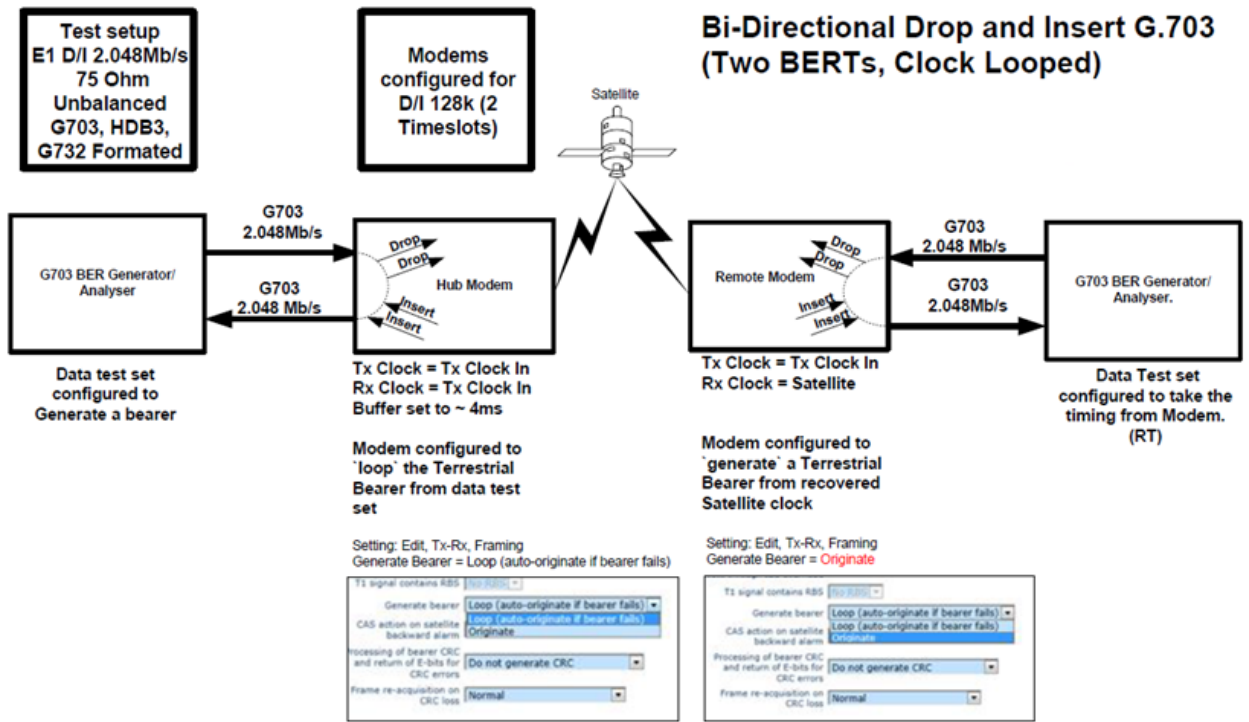 Test setup
E1 D/I 2.048Mb/s
75 Ohm
Unbalanced
G703, HDB3,
G732 Formated
Modems
configured for
D/I 128k (2
Timeslots)
Bi-Directional Drop and Insert G.703
(Two BERTs, Clock Looped)
Satellite
G703 BER Generator/
Analyser
G703
2.048Mb/s
G703
2.048 Mb/s
Drop
Drop
Hub Modem
Insert
Insert
Drop
Drop
Remote Modem
Insert
Insert
G703
2.048 Mb/s
G703
2.048Mb/s
G703 BER Generator/
Analyser.
Data test set
configured to
Generate a bearer
Tx Clock = Tx Clock In
Rx Clock = Tx Clock In
Buffer set to ~ 4ms
Modem configured to
`loop` the Terrestrial
Bearer from data test
set
Tx Clock = Tx Clock In
Rx Clock = Satellite
Modem configured to
`generate` a Terrestrial
Bearer from recovered
Satellite clock
Data Test set
configured to take the
timing from Modem.
(RT)
Setting: Edit, Tx-Rx, Framing
Generate Bearer = Loop (auto-originate if bearer fails)
T1 signal contains RBS No RBS
Generate bearer Loop (auto-originate if bearer fails)
Loop (auto-originate if bearer fails)
Originate
CAS action on satellite
backward alarm
rocessing of bearer CRC
and return of E-bits for
CRC errors
Do not generate CRC
Frame re-acquisition on
CRC loss
Normal
Setting: Edit, Tx-Rx, Framing
Generate Bearer = Originate
T1 signal contains RBS No RBS
Generate bearer Loop (auto-originate if bearer fails)
Loop (auto-originate if bearer fails)
Originate
CAS action on satellite
backward alarm
Processing of bearer CRC
and return of E-bits for
CRC errors
Do not generate CRC
Frame re-acquisition on
CRC loss
Normal